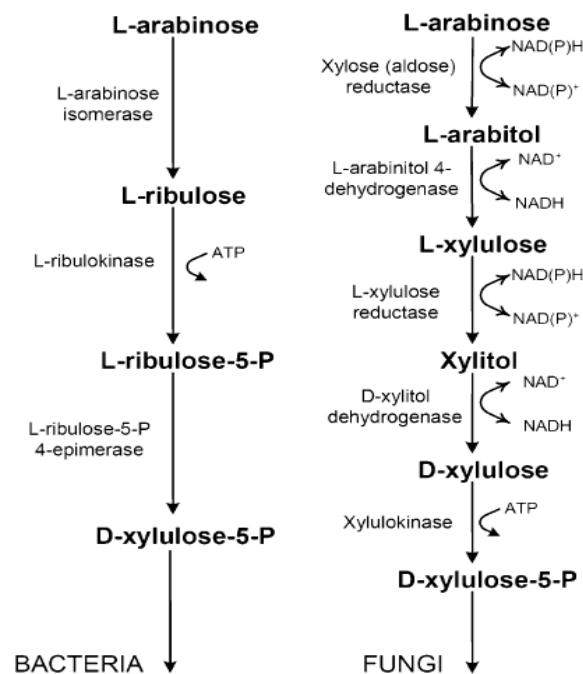 L-arabinose
L-arabinose
isomerase
L-ribulose
L-ribulokinase
ATP
L-ribulose-5-P
L-ribulose-5-P
4-epimerase
D-xylulose-5-P
BACTERIA
L-arabinose
Xylose (aldose)
reductase
NAD(P)H
NAD(P)⁺
L-arabitol
L-arabinitol 4-
dehydrogenase
NAD⁺
NADH
L-xylulose
L-xylulose
reductase
NAD(P)H
NAD(P)⁺
Xylitol
D-xylitol
dehydrogenase
NAD⁺
NADH
D-xylulose
Xylulokinase
ATP
D-xylulose-5-P
FUNGI